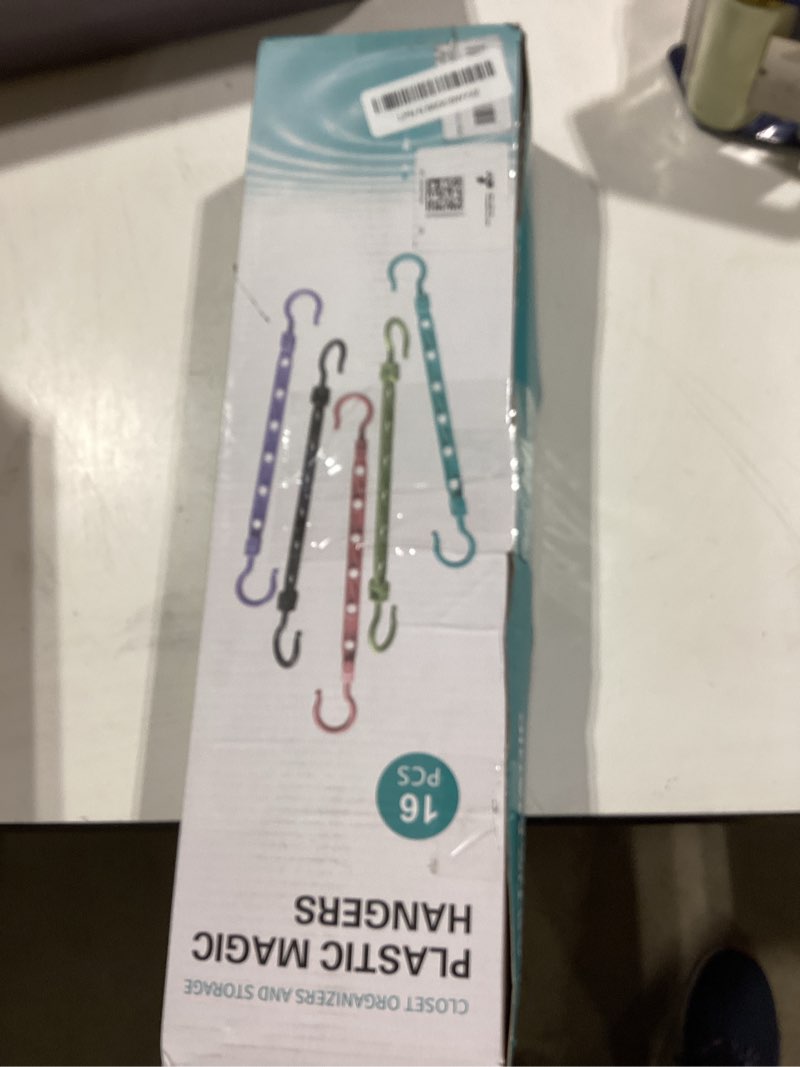 CLOSET ORGANIZERS AND STORAGE
PLASTIC MAGIC
HANGERS
16
PCS